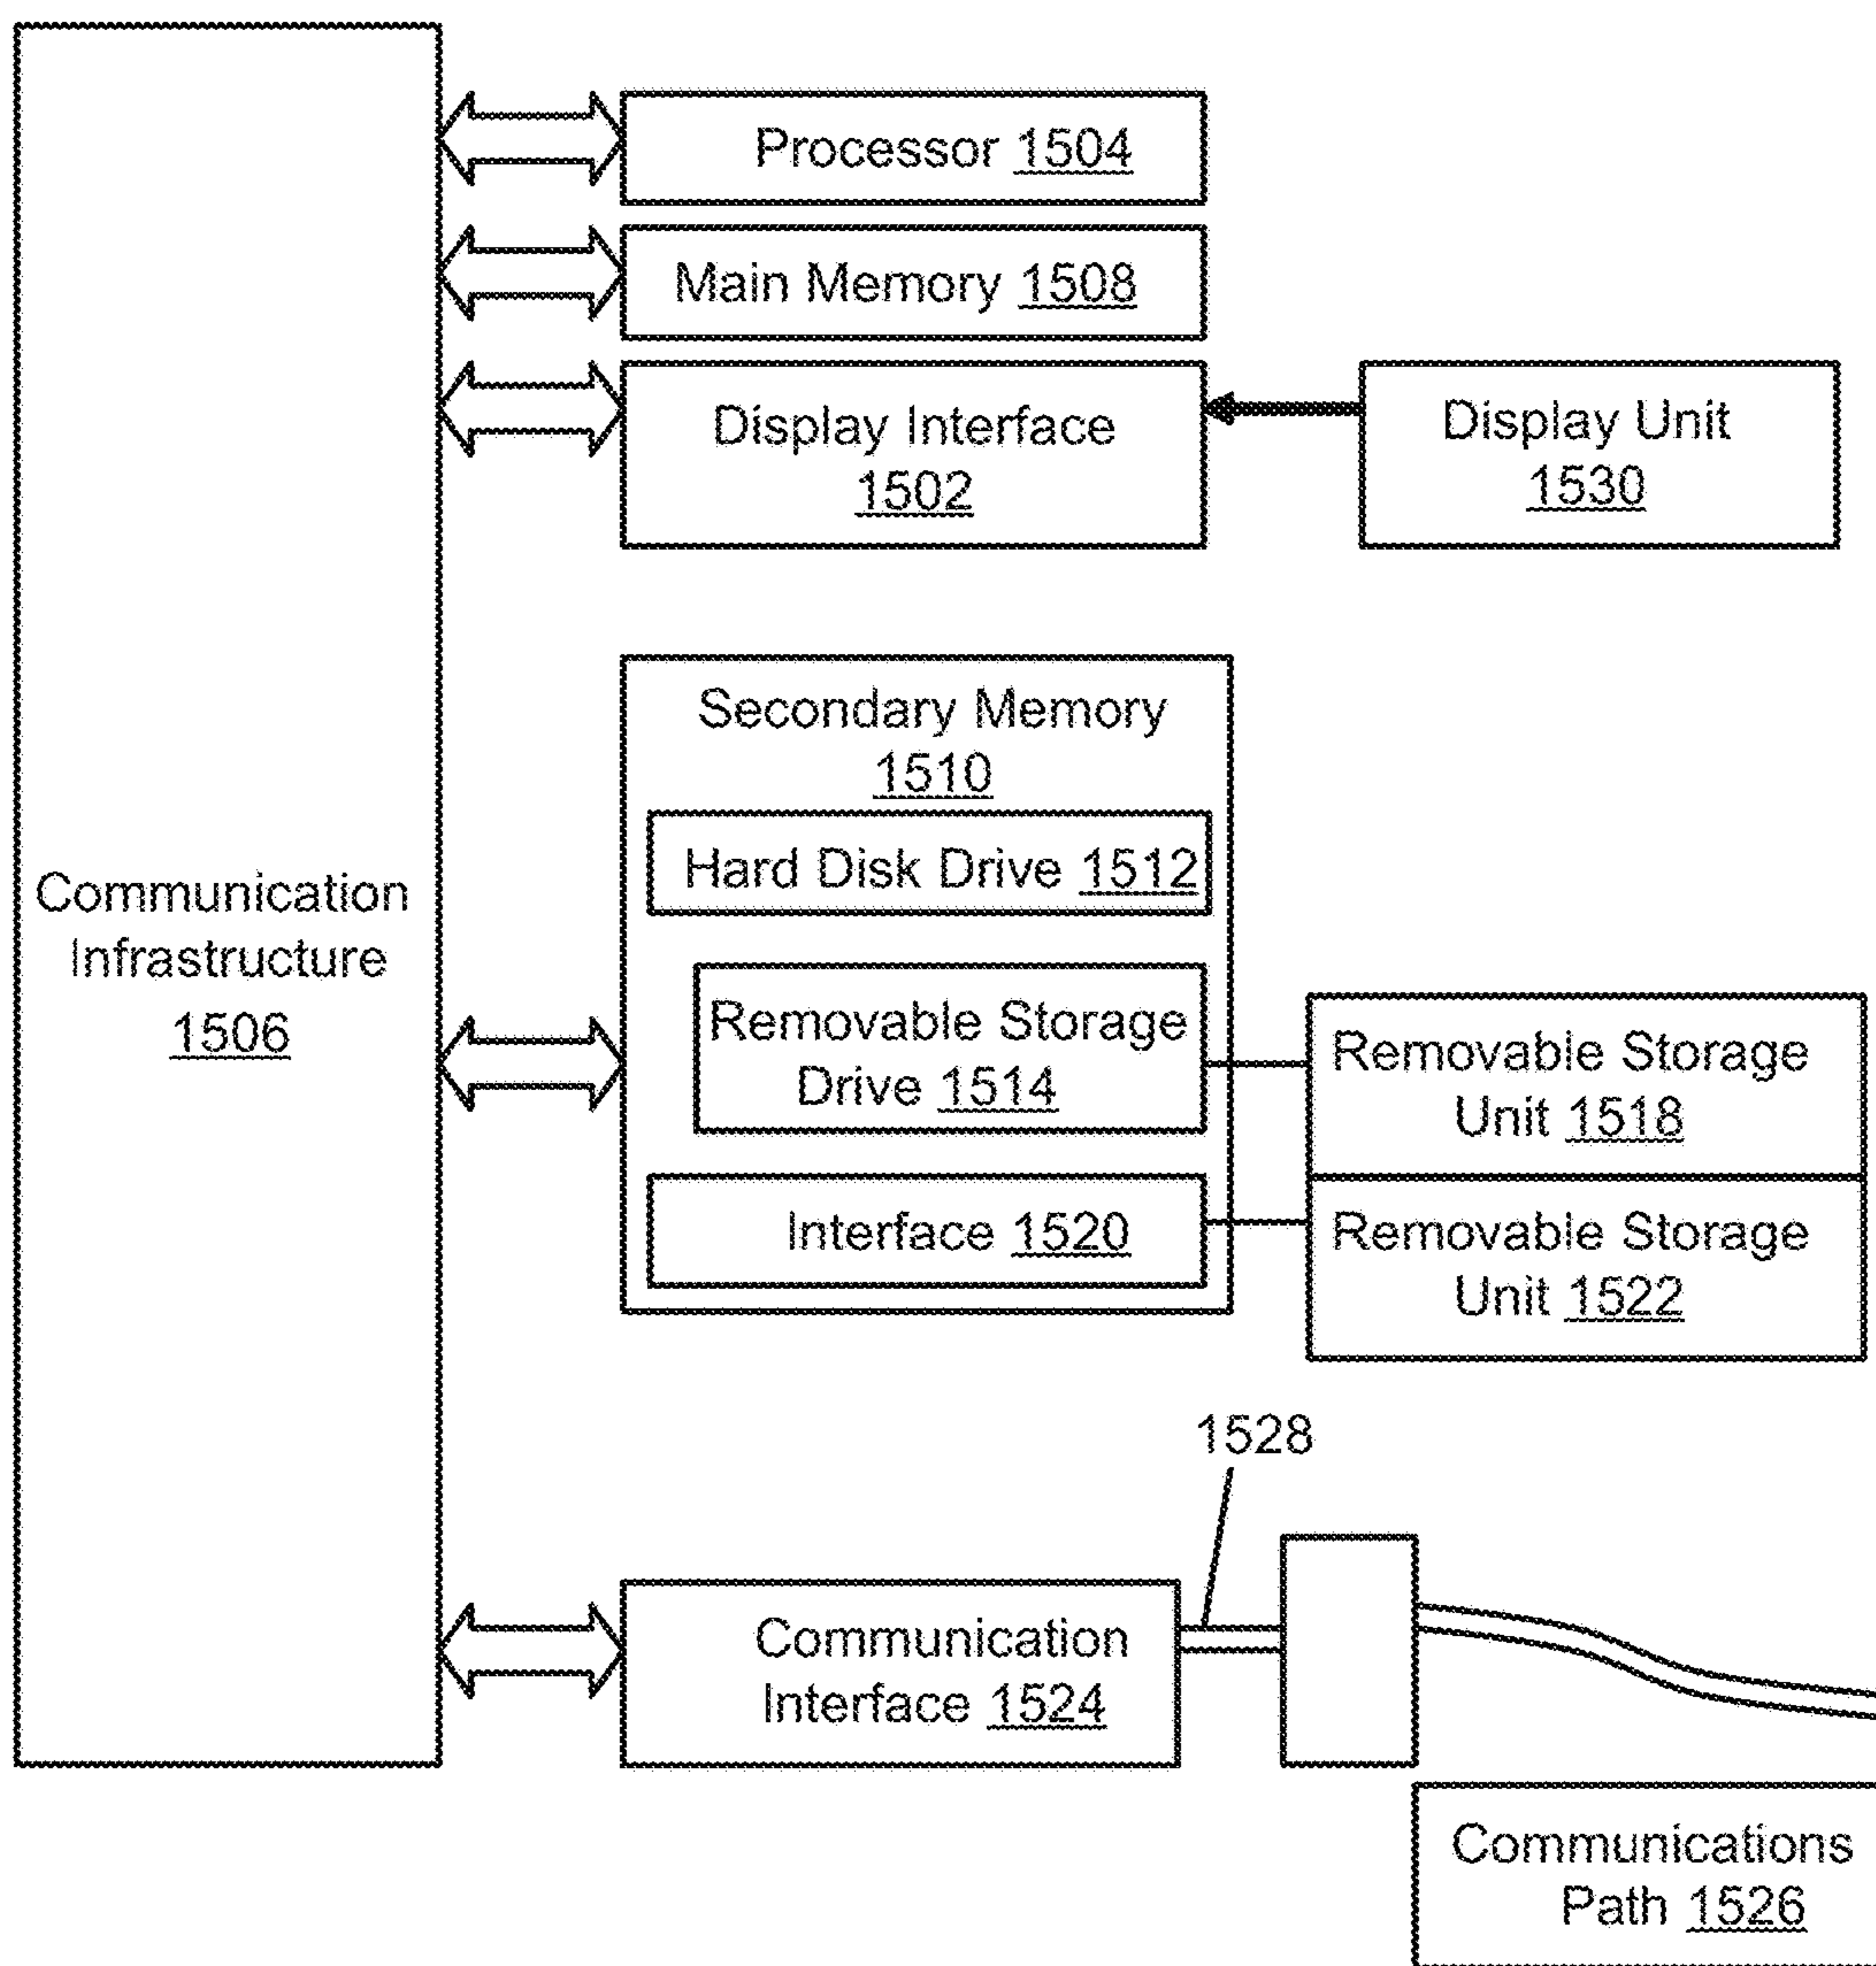 Processor 1504
Main Memory 1508
Display Interface
1502
Display Unit
1530
Secondary Memory
1510
Hard Disk Drive 1512
Communication
Infrastructure
1506
Removable Storage
Drive 1514
Removable Storage
Unit 1518
Interface 1520
Removable Storage
Unit 1522
1528
Communication
Interface 1524
Communications
Path 1526